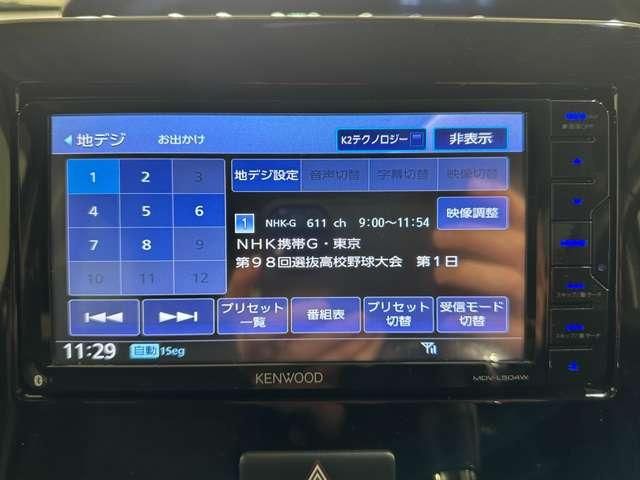 地デジ お出かけ K2テクノロジー 非表示
1 2 3 地デジ設定 音声切替 字幕切替 映像切替
4 5 6 1 NHK-G 611 ch 9:00～11:54 映像調整
7 8 9 NHK携帯G・東京
10 11 12 第98回選抜高校野球大会 第1日
プリセット一覧 番組表 プリセット切替 受信モード切替
11:29 自動 1seg
KENWOOD MDV-L504W